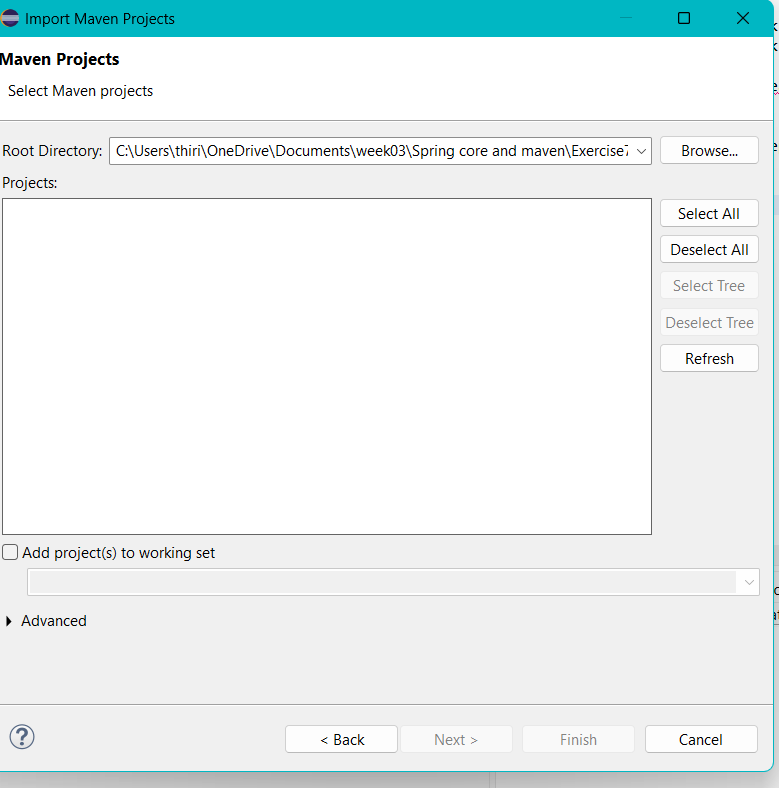 Import Maven Projects
Maven Projects
Select Maven projects
Root Directory: C:\Users\thiri\OneDrive\Documents\week03\Spring core and maven\Exercise7 Browse...
Projects:
Select All
Deselect All
Select Tree
Deselect Tree
Refresh
Add project(s) to working set
Advanced
? < Back Next > Finish Cancel